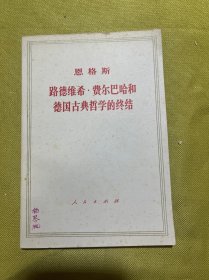 恩格斯
路德维希·费尔巴哈和
德国古典哲学的终结
人民出版社